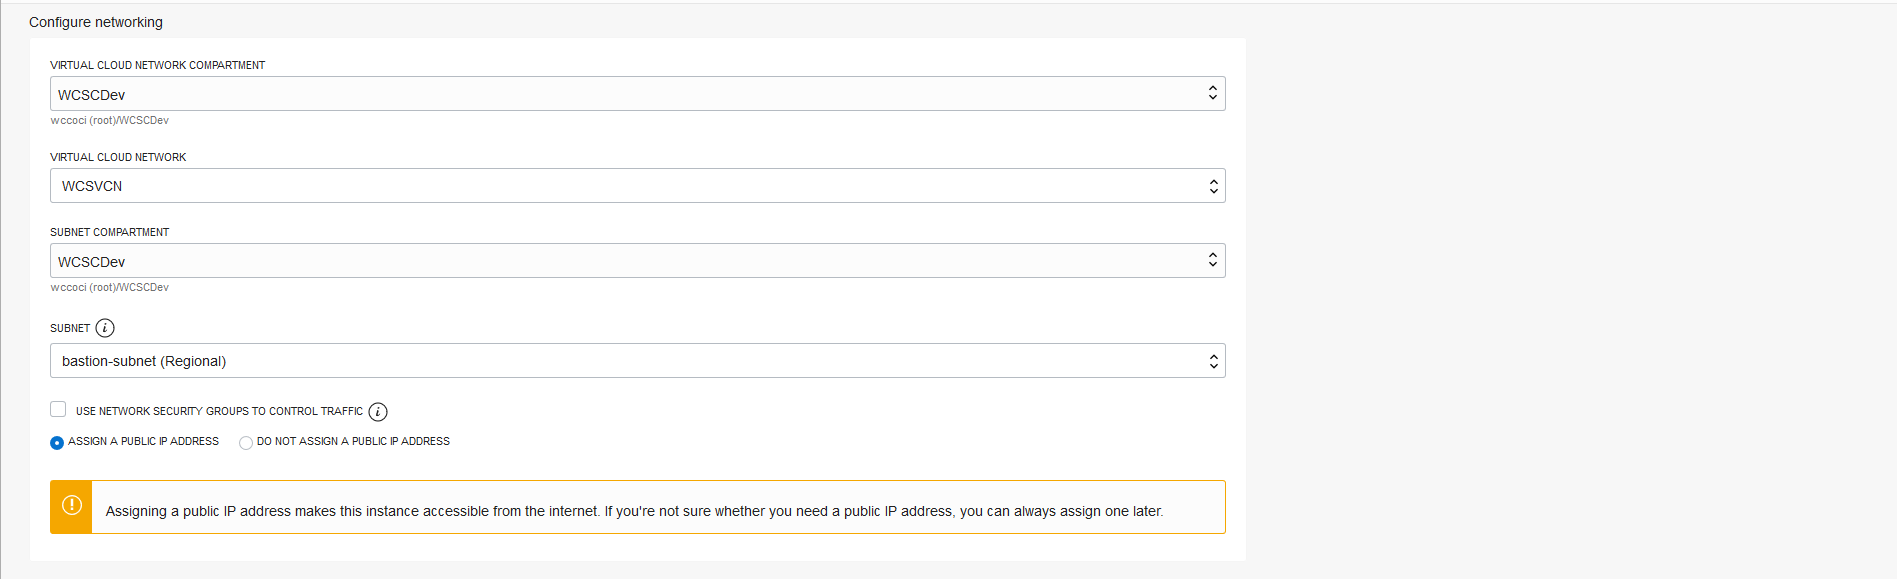 Configure networking
VIRTUAL CLOUD NETWORK COMPARTMENT
WCSCDev
wccoci (root)/WCSCDev
VIRTUAL CLOUD NETWORK
WCSVCN
SUBNET COMPARTMENT
WCSCDev
wccoci (root)/WCSCDev
SUBNET i
bastion-subnet (Regional)
USE NETWORK SECURITY GROUPS TO CONTROL TRAFFIC i
ASSIGN A PUBLIC IP ADDRESS DO NOT ASSIGN A PUBLIC IP ADDRESS
Assigning a public IP address makes this instance accessible from the internet. If you're not sure whether you need a public IP address, you can always assign one later.